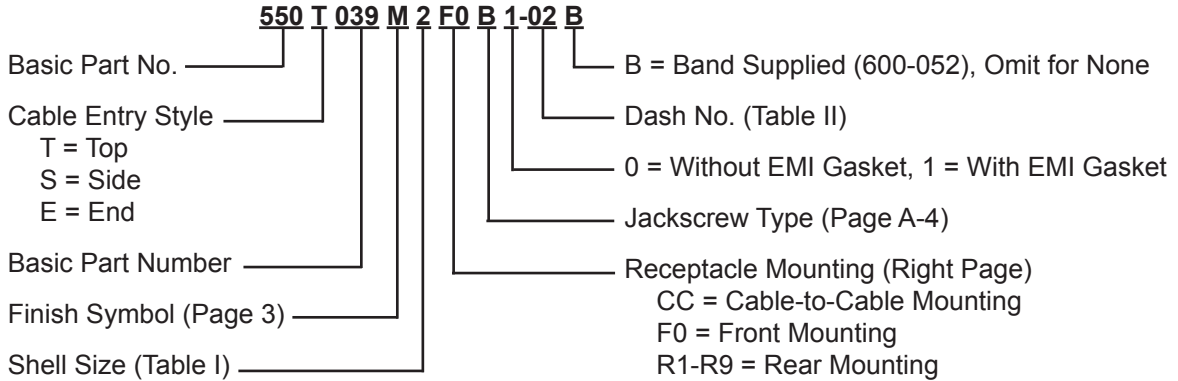 550 T 039 M 2 F0 B 1-02 B
Basic Part No.
Cable Entry Style
T = Top
S = Side
E = End
Basic Part Number
Finish Symbol (Page 3)
Shell Size (Table I)
B = Band Supplied (600-052), Omit for None
Dash No. (Table II)
0 = Without EMI Gasket, 1 = With EMI Gasket
Jackscrew Type (Page A-4)
Receptacle Mounting (Right Page)
CC = Cable-to-Cable Mounting
F0 = Front Mounting
R1-R9 = Rear Mounting